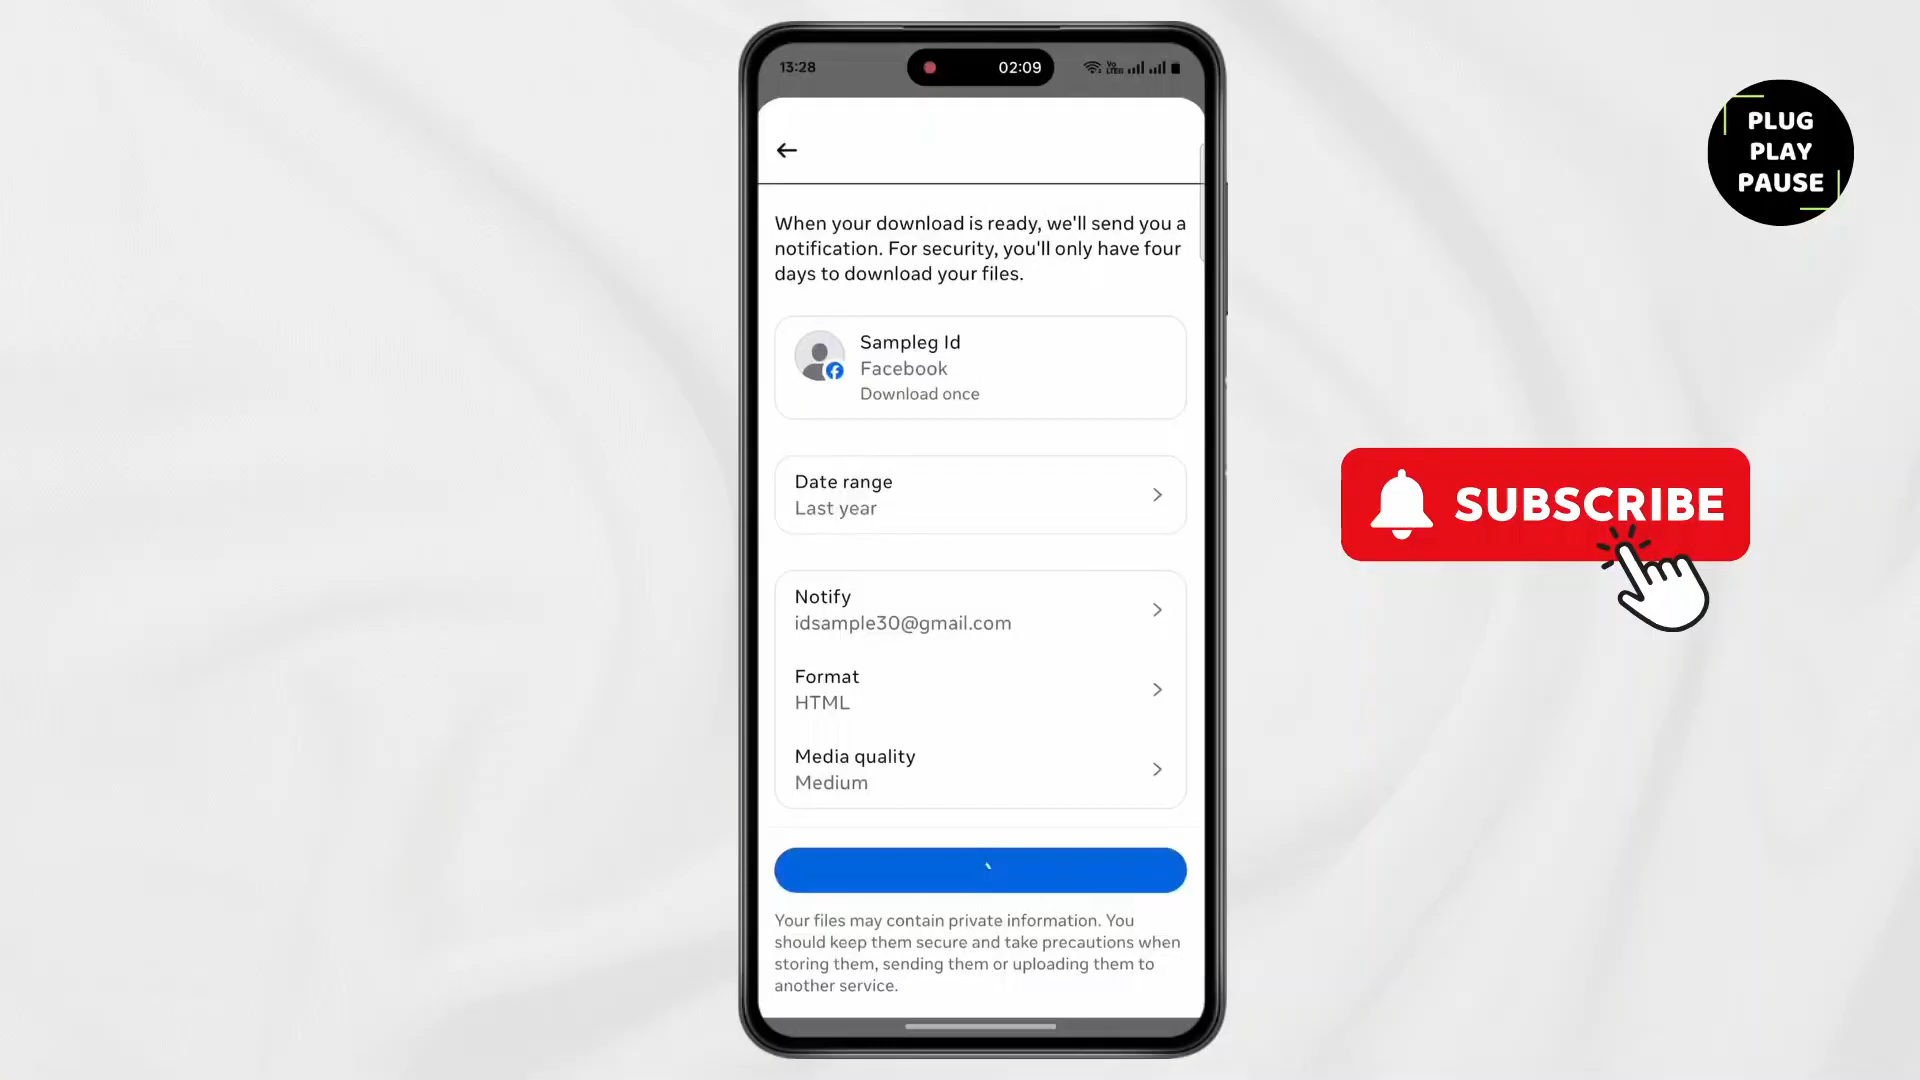 13:28
02:09
Vo
LTE
When your download is ready, we'll send you a
notification. For security, you'll only have four
days to download your files.
Sampleg Id
Facebook
Download once
Date range
Last year
Notify
idsample30@gmail.com
Format
HTML
Media quality
Medium
Your files may contain private information. You
should keep them secure and take precautions when
storing them, sending them or uploading them to
another service.
PLUG
PLAY
PAUSE
SUBSCRIBE